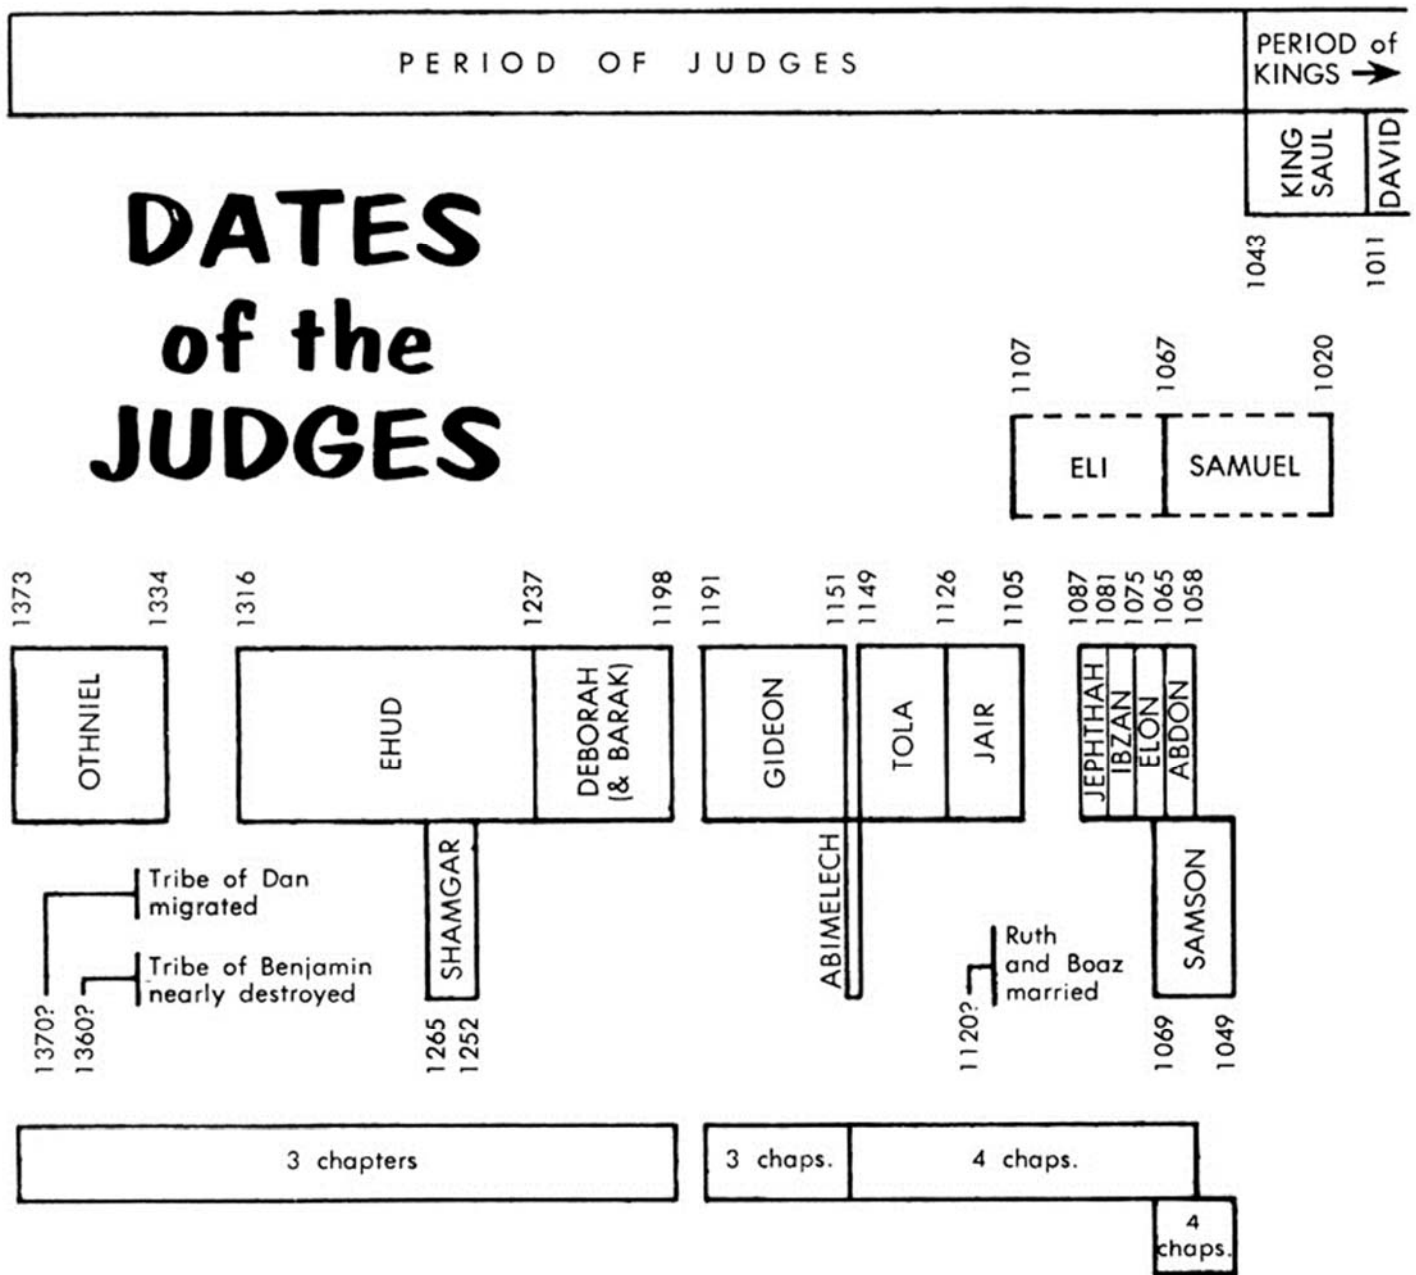 PERIOD OF JUDGES
PERIOD of
KINGS
KING
SAUL
DAVID
1043
1011
DATES
of the
JUDGES
1107
1067
1020
ELI
SAMUEL
1373
1334
1316
1237
1198
1191
1151
1149
1126
1105
1087
1081
1075
1065
1058
OTHNIEL
EHUD
DEBORAH
(& BARAK)
GIDEON
TOLA
JAIR
JEPHTHAH
IBZAN
ELON
ABDON
SHAMGAR
ABIMELECH
SAMSON
Tribe of Dan
migrated
Tribe of Benjamin
nearly destroyed
Ruth
and Boaz
married
1370?
1360?
1265
1252
1120?
1069
1049
3 chapters
3 chaps.
4 chaps.
4
chaps.